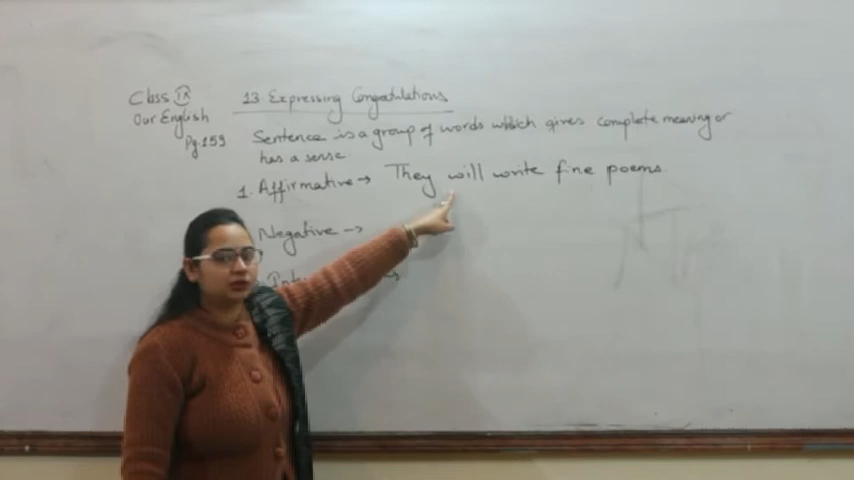 Class IX
Our English
Pg.159
13 Expressing Congratulations
Sentence is a group of words which gives complete meaning or
has a sense
1. Affirmative → They will write fine poems.
Negative →